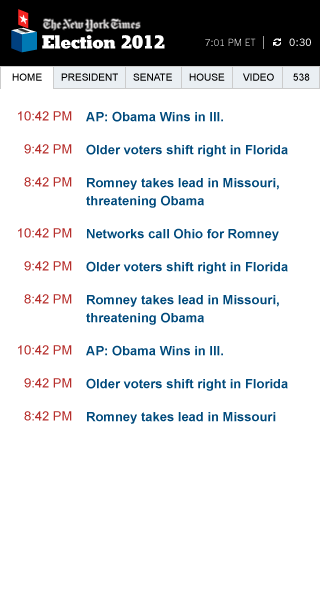 The New York Times
Election 2012
7:01 PM ET 0:30
HOME PRESIDENT SENATE HOUSE VIDEO 538
10:42 PM AP: Obama Wins in Ill.
9:42 PM Older voters shift right in Florida
8:42 PM Romney takes lead in Missouri,
threatening Obama
10:42 PM Networks call Ohio for Romney
9:42 PM Older voters shift right in Florida
8:42 PM Romney takes lead in Missouri,
threatening Obama
10:42 PM AP: Obama Wins in Ill.
9:42 PM Older voters shift right in Florida
8:42 PM Romney takes lead in Missouri